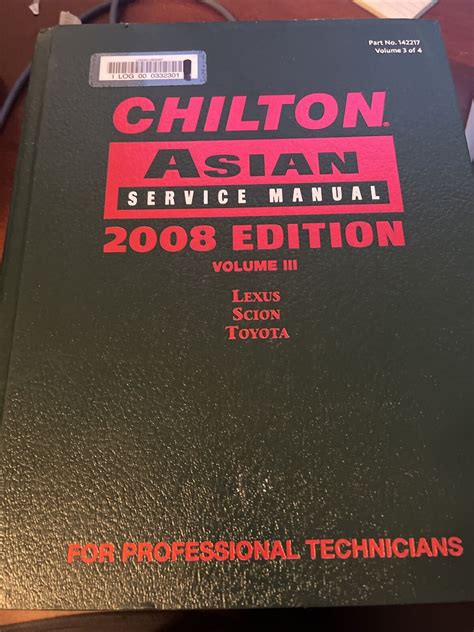 Part No. 142217
Volume 3 of 4
1 LOG 00 0332301
CHILTON®
ASIAN
SERVICE MANUAL
2008 EDITION
VOLUME III
LEXUS
SCION
TOYOTA
FOR PROFESSIONAL TECHNICIANS